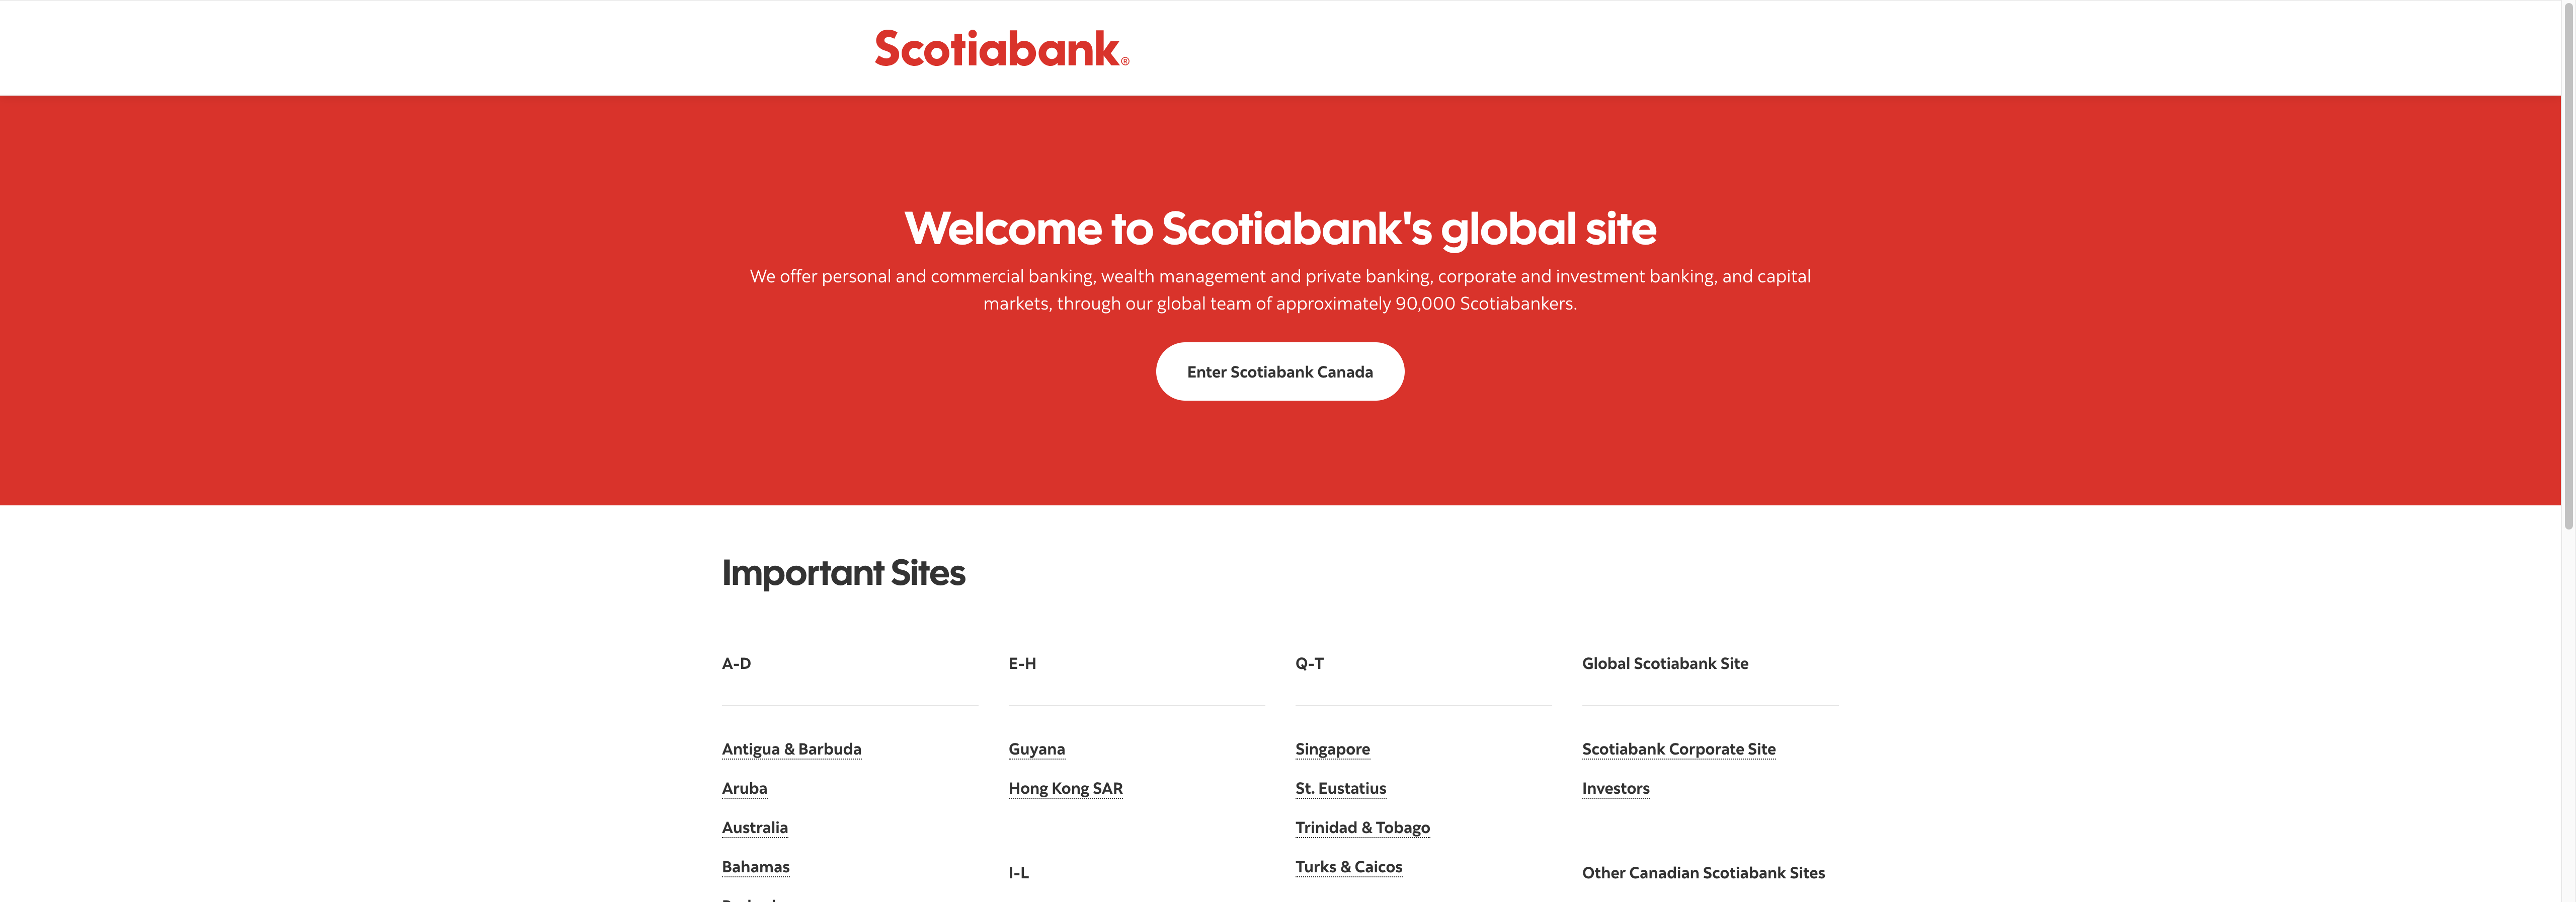 Scotiabank®
Welcome to Scotiabank's global site
We offer personal and commercial banking, wealth management and private banking, corporate and investment banking, and capital
markets, through our global team of approximately 90,000 Scotiabankers.
Enter Scotiabank Canada
Important Sites
A-D
Antigua & Barbuda
Aruba
Australia
Bahamas
E-H
Guyana
Hong Kong SAR
I-L
Q-T
Singapore
St. Eustatius
Trinidad & Tobago
Turks & Caicos
Global Scotiabank Site
Scotiabank Corporate Site
Investors
Other Canadian Scotiabank Sites